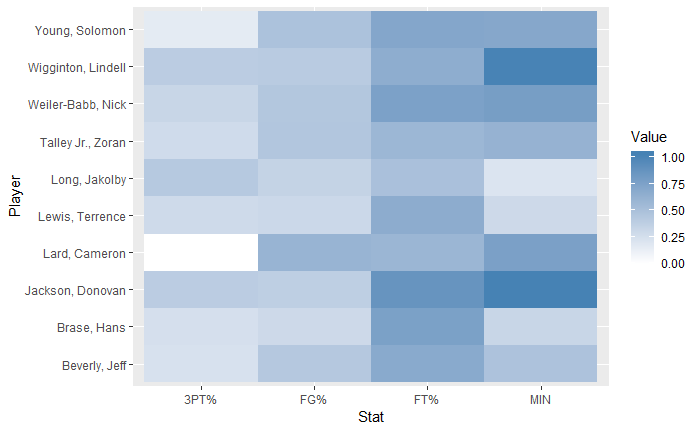 Player
Young, Solomon
Wigginton, Lindell
Weiler-Babb, Nick
Talley Jr., Zoran
Long, Jakolby
Lewis, Terrence
Lard, Cameron
Jackson, Donovan
Brase, Hans
Beverly, Jeff
3PT%
FG%
FT%
MIN
Stat
Value
1.00
0.75
0.50
0.25
0.00